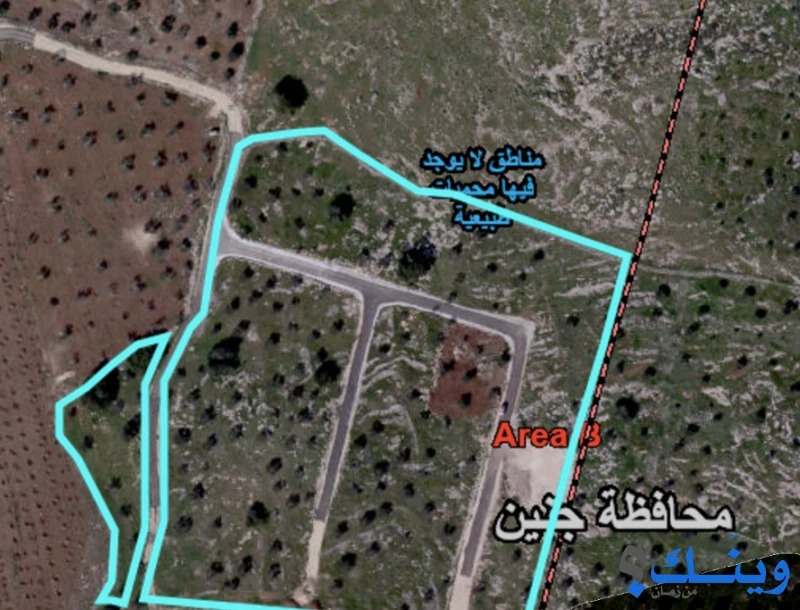 مناطق لا يوجد
فيها محميات
طبيعية
Area B
محافظة جنين
وينك
من زمان